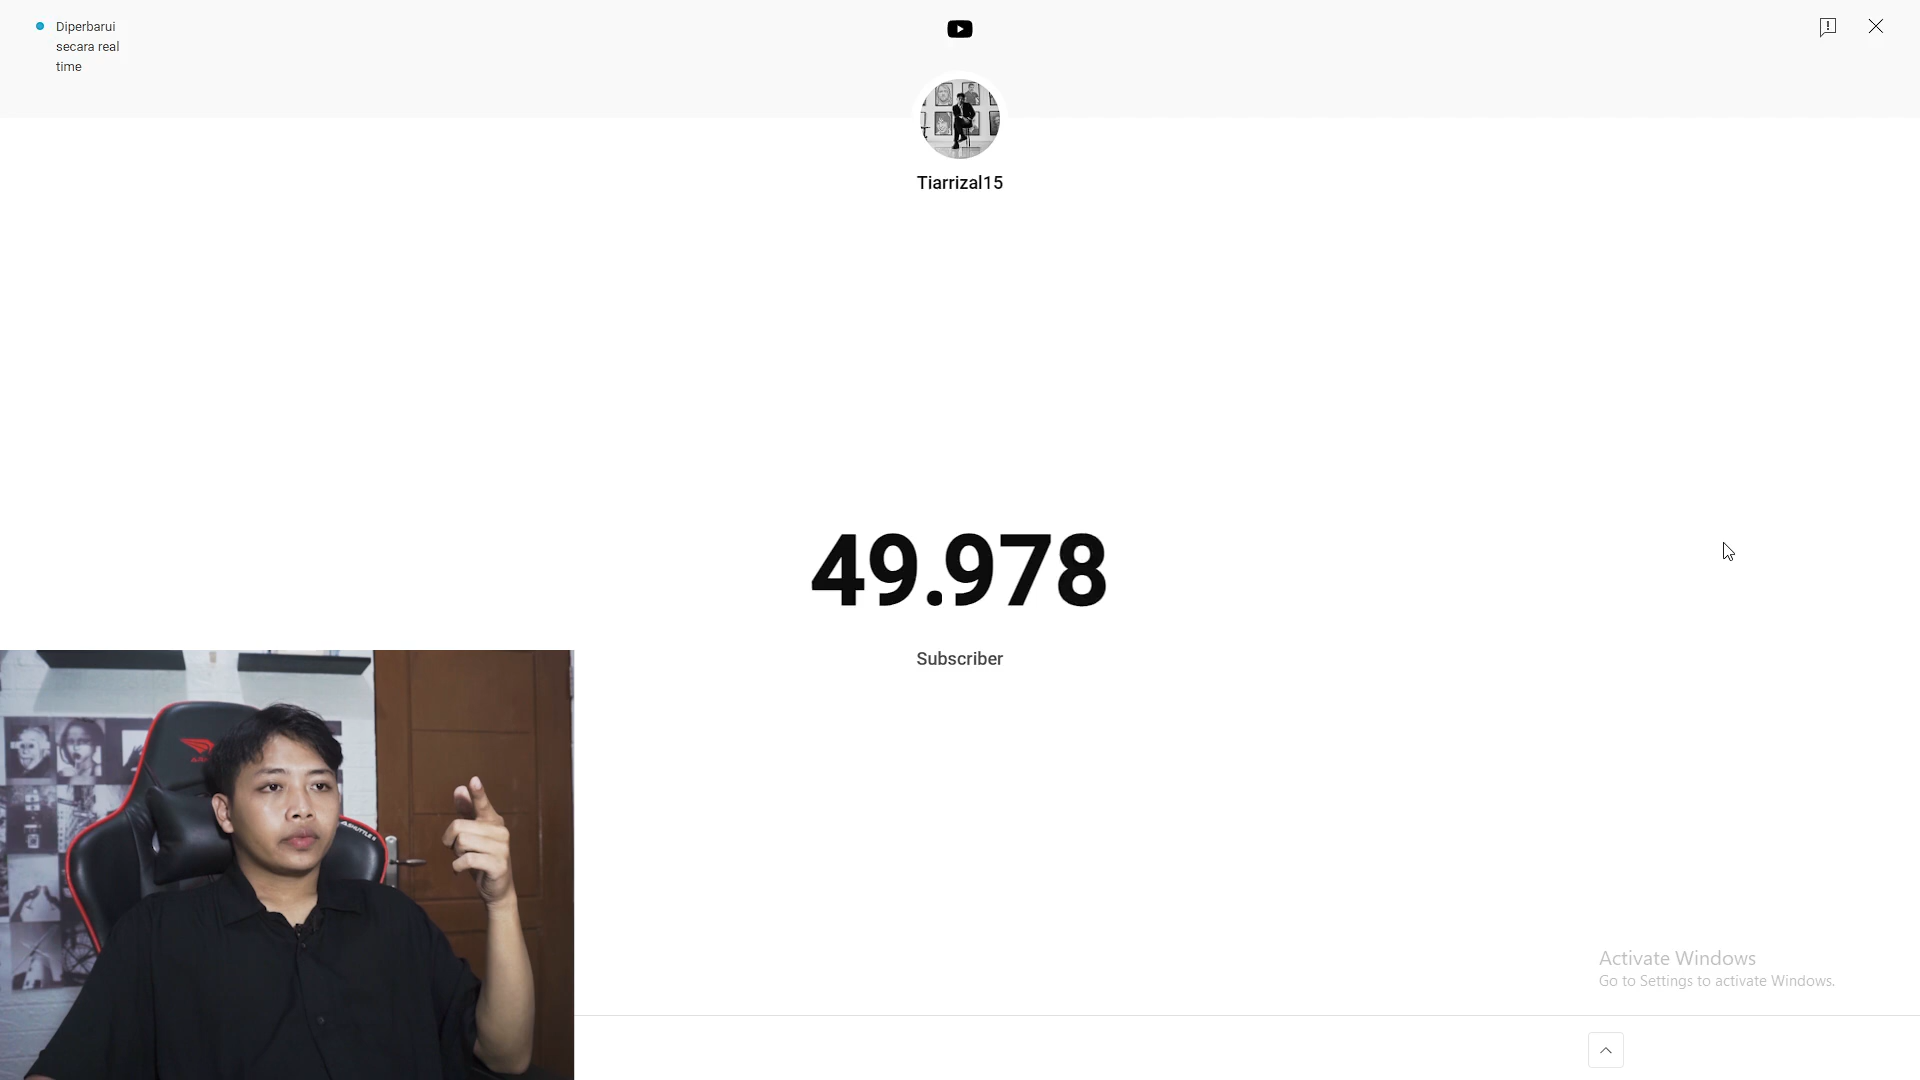 Diperbarui
secara real
time
Tiarrizal15
49.978
Subscriber
Activate Windows
Go to Settings to activate Windows.